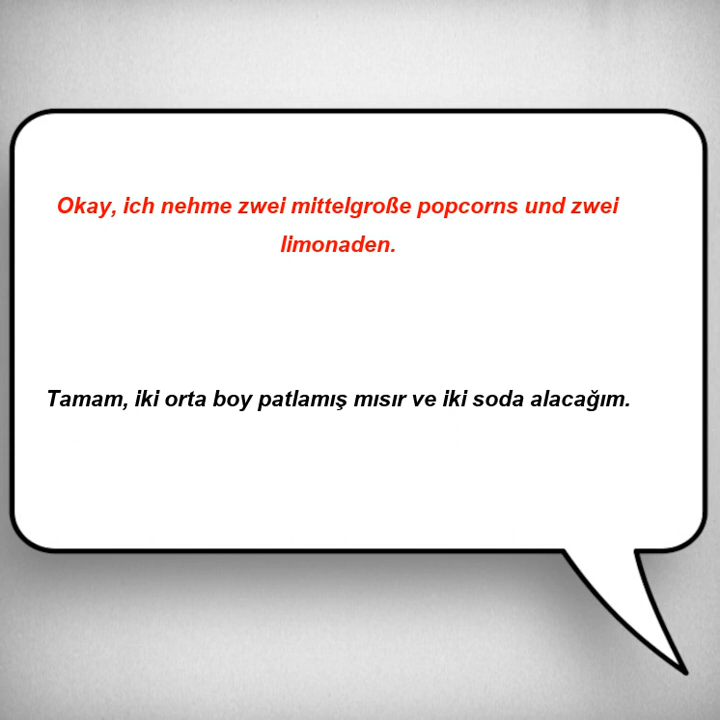 Okay, ich nehme zwei mittelgroße popcorns und zwei
limonaden.
Tamam, iki orta boy patlamış mısır ve iki soda alacağım.